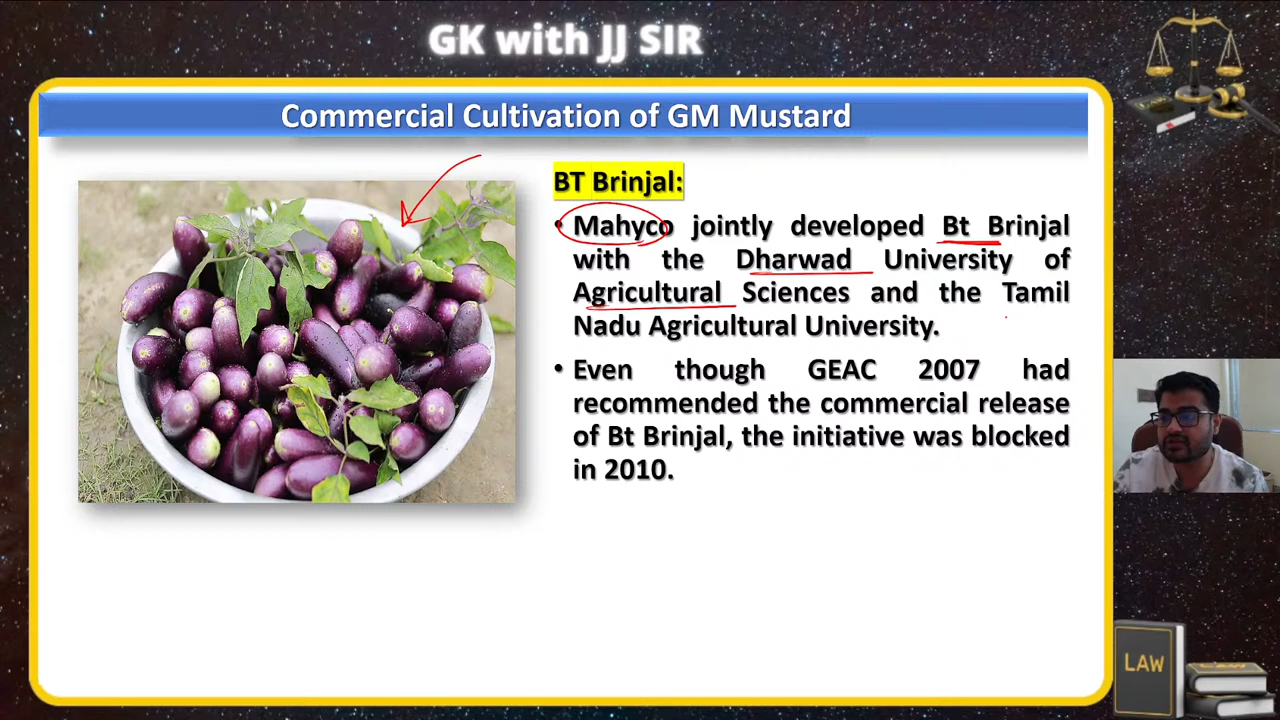 GK with JJ SIR
Commercial Cultivation of GM Mustard
BT Brinjal:
• Mahyco jointly developed Bt Brinjal
with the Dharwad University of
Agricultural Sciences and the Tamil
Nadu Agricultural University.
• Even though GEAC 2007 had
recommended the commercial release
of Bt Brinjal, the initiative was blocked
in 2010.
LAW